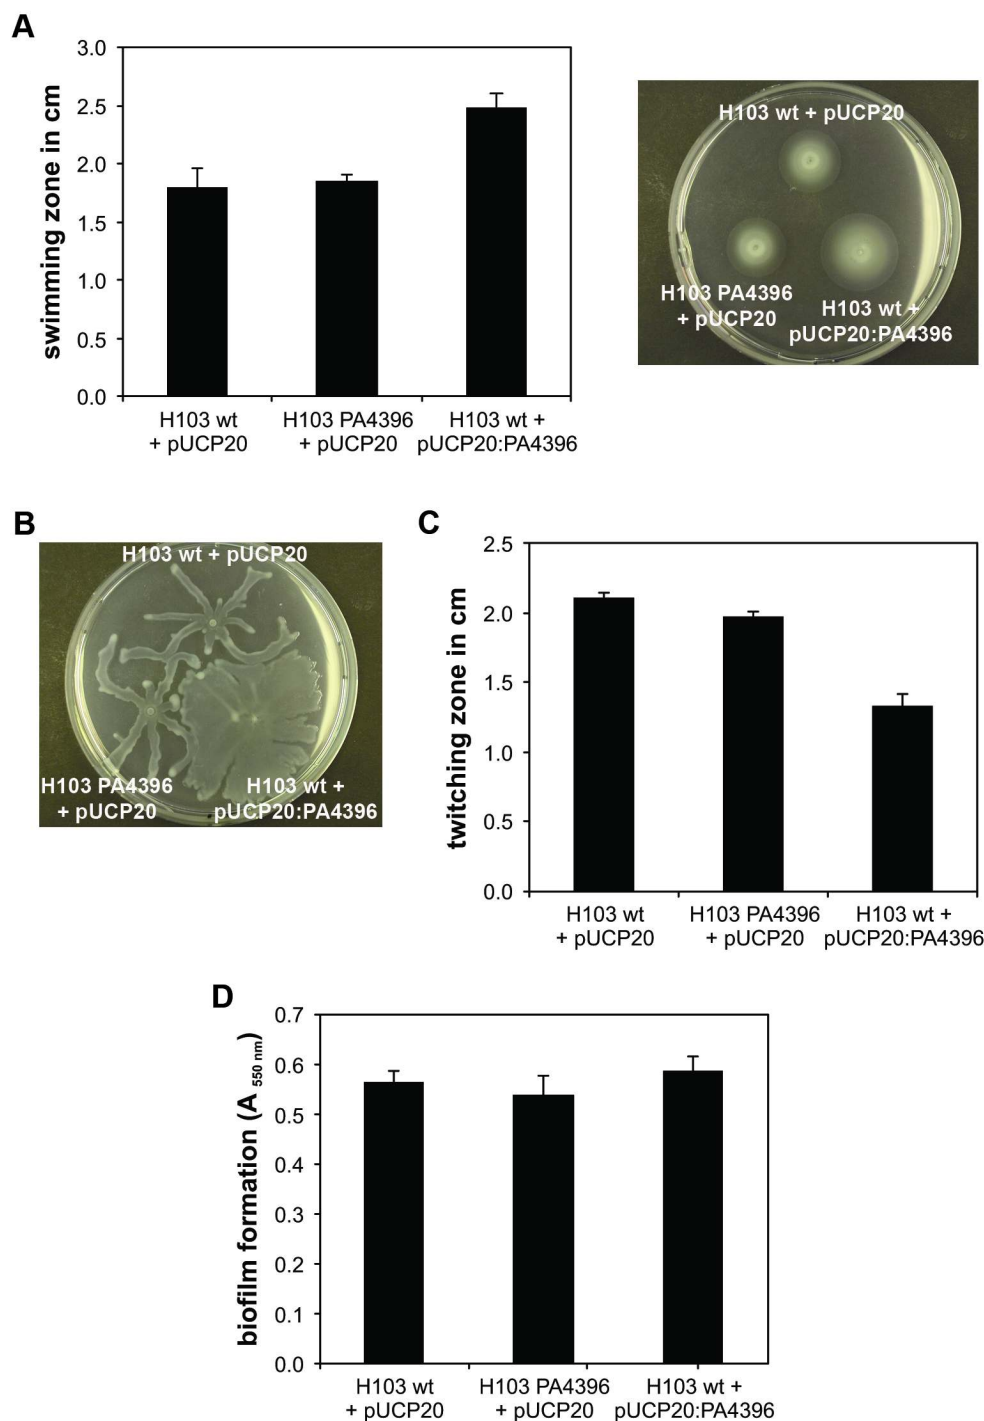 A
swimming zone in cm
3.0
2.5
2.0
1.5
1.0
0.5
0.0
H103 wt
+ pUCP20
H103 PA4396
+ pUCP20
H103 wt +
pUCP20:PA4396
H103 wt + pUCP20
H103 PA4396
+ pUCP20
H103 wt +
pUCP20:PA4396
B
H103 wt + pUCP20
H103 PA4396
+ pUCP20
H103 wt +
pUCP20:PA4396
C
twitching zone in cm
2.5
2.0
1.5
1.0
0.5
0.0
H103 wt
+ pUCP20
H103 PA4396
+ pUCP20
H103 wt +
pUCP20:PA4396
D
biofilm formation (A 550 nm)
0.7
0.6
0.5
0.4
0.3
0.2
0.1
0.0
H103 wt
+ pUCP20
H103 PA4396
+ pUCP20
H103 wt +
pUCP20:PA4396